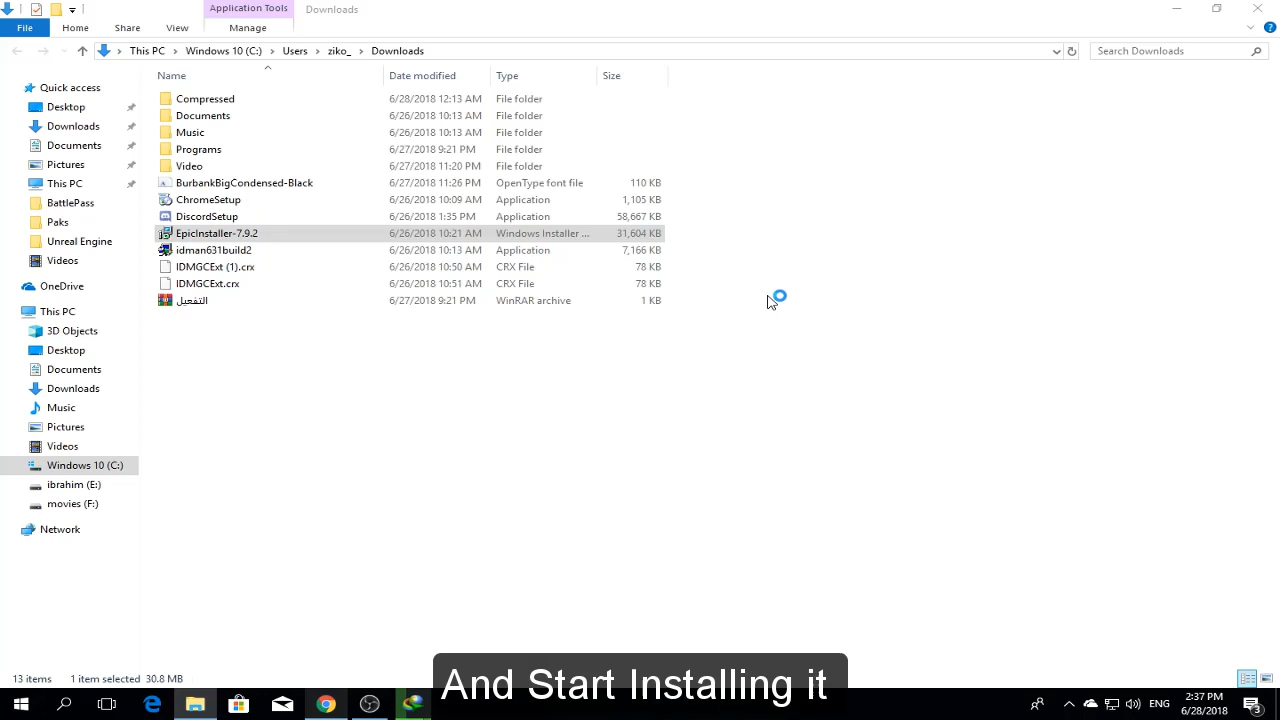 Application Tools
Downloads
File
Home
Share
View
Manage
This PC
Windows 10 (C:)
Users
ziko_
Downloads
Search Downloads
Name
Date modified
Type
Size
Quick access
Desktop
Downloads
Documents
Pictures
This PC
BattlePass
Paks
Unreal Engine
Videos
OneDrive
This PC
3D Objects
Desktop
Documents
Downloads
Music
Pictures
Videos
Windows 10 (C:)
ibrahim (E:)
movies (F:)
Network
Compressed 6/28/2018 12:13 AM File folder
Documents 6/26/2018 10:13 AM File folder
Music 6/26/2018 10:13 AM File folder
Programs 6/27/2018 9:21 PM File folder
Video 6/27/2018 11:20 PM File folder
BurbankBigCondensed-Black 6/27/2018 11:26 PM OpenType font file 110 KB
ChromeSetup 6/26/2018 10:09 AM Application 1,105 KB
DiscordSetup 6/26/2018 1:35 PM Application 58,667 KB
EpicInstaller-7.9.2 6/26/2018 10:21 AM Windows Installer ... 31,604 KB
idman631build2 6/26/2018 10:13 AM Application 7,166 KB
IDMGCExt (1).crx 6/26/2018 10:50 AM CRX File 78 KB
IDMGCExt.crx 6/26/2018 10:51 AM CRX File 78 KB
التفعيل 6/27/2018 9:21 PM WinRAR archive 1 KB
13 items
1 item selected 30.8 MB
And Start Installing it
ENG
2:37 PM
6/28/2018
3